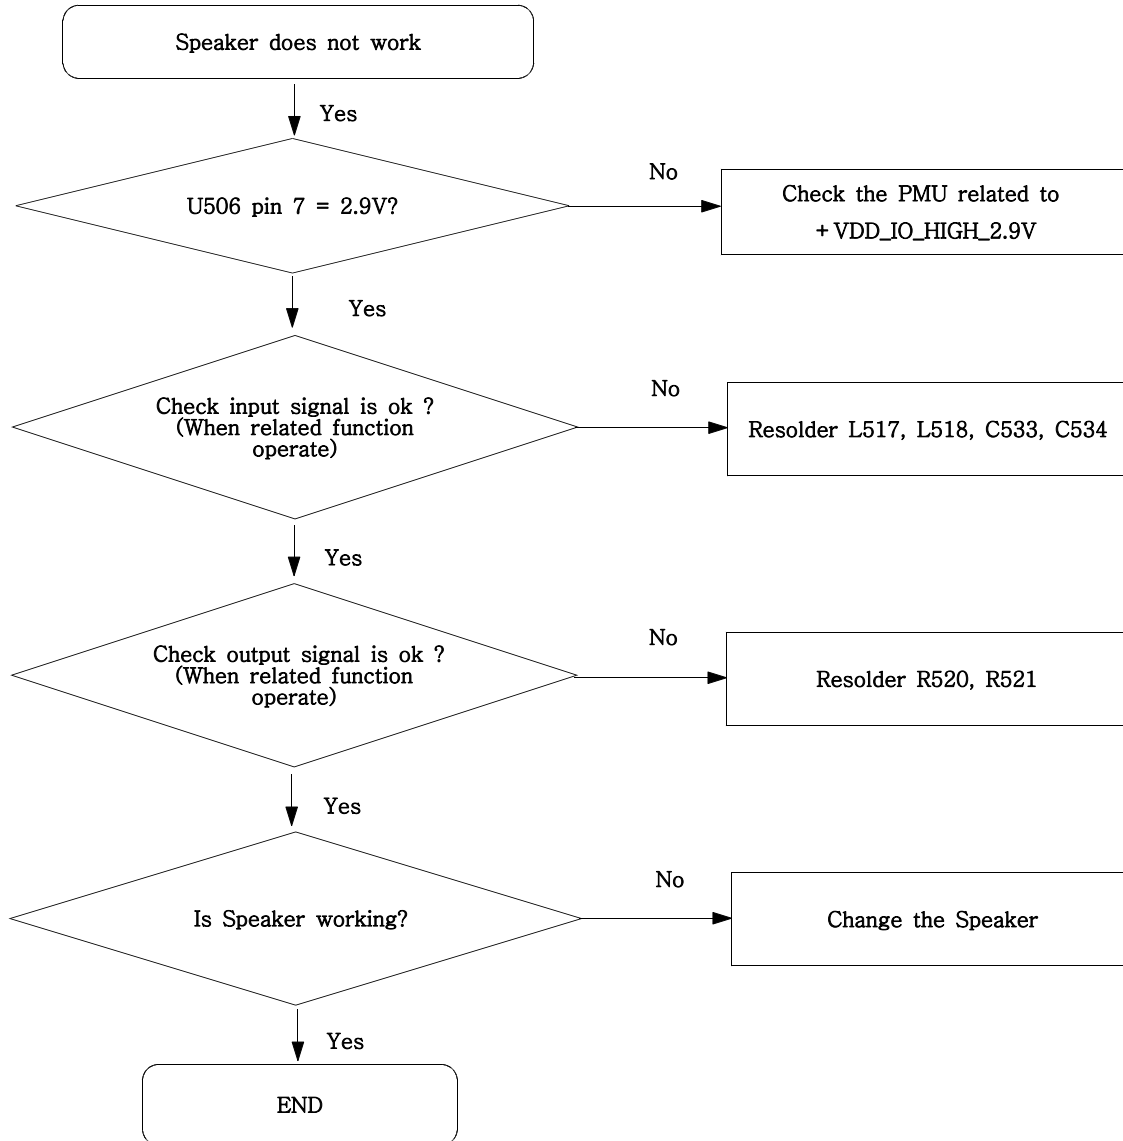 Speaker does not work
Yes
U506 pin 7 = 2.9V?
No
Check the PMU related to
+VDD_IO_HIGH_2.9V
Yes
Check input signal is ok ?
(When related function
operate)
No
Resolder L517, L518, C533, C534
Yes
Check output signal is ok ?
(When related function
operate)
No
Resolder R520, R521
Yes
Is Speaker working?
No
Change the Speaker
Yes
END